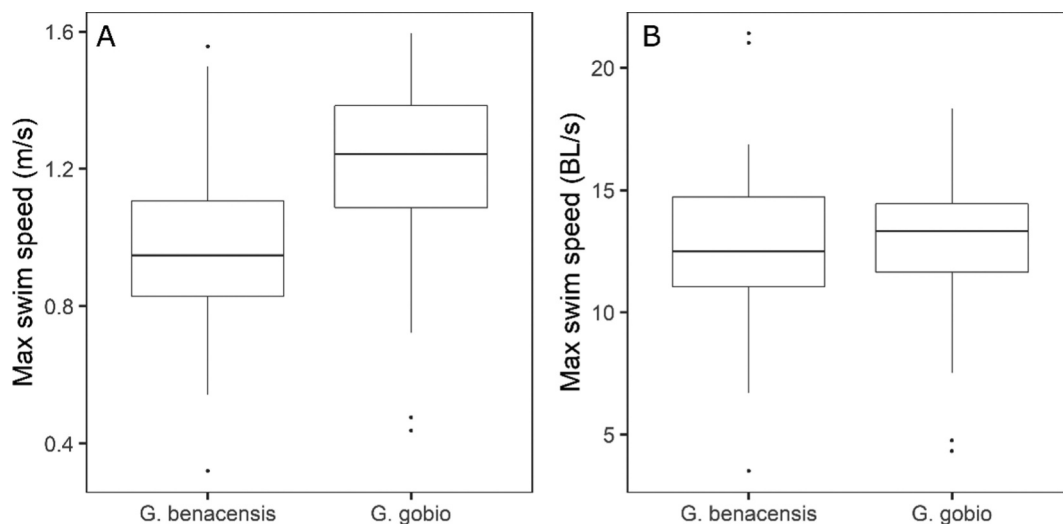 A
Max swim speed (m/s)
1.6
1.2
0.8
0.4
G. benacensis G. gobio
B
Max swim speed (BL/s)
20
15
10
5
G. benacensis G. gobio